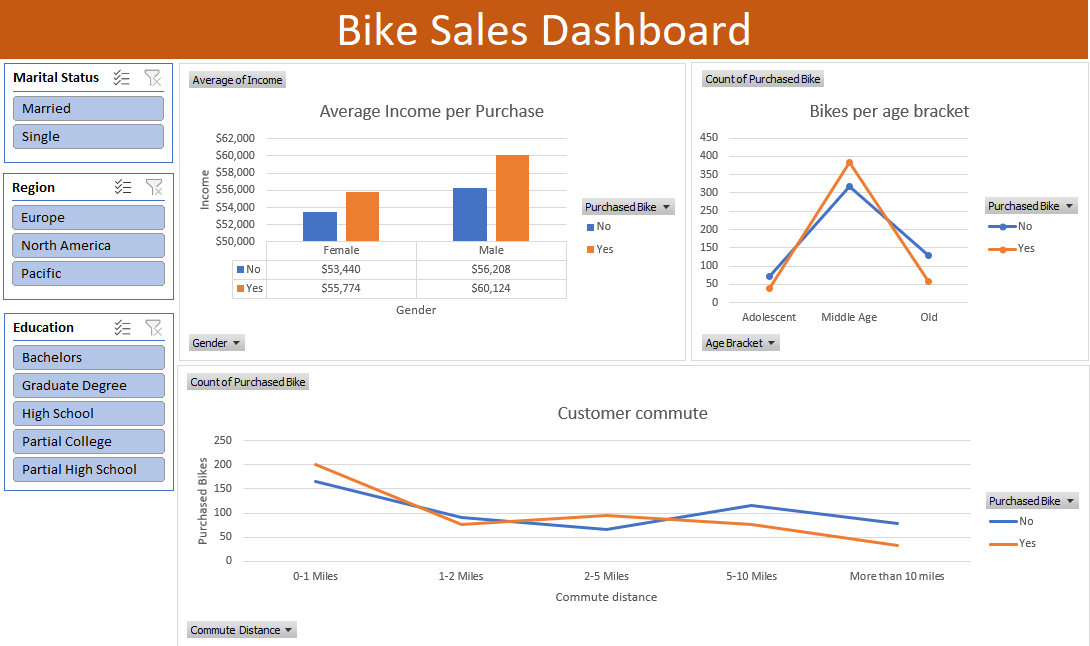 Bike Sales Dashboard
Marital Status
Married
Single
Region
Europe
North America
Pacific
Education
Bachelors
Graduate Degree
High School
Partial College
Partial High School
Average of Income
Average Income per Purchase
$62,000
$60,000
$58,000
$56,000
$54,000
$52,000
$50,000
Income
Female Male
No $53,440 $56,208
Yes $55,774 $60,124
Gender
Purchased Bike
No
Yes
Gender
Count of Purchased Bike
Bikes per age bracket
450
400
350
300
250
200
150
100
50
0
Adolescent Middle Age Old
Purchased Bike
No
Yes
Age Bracket
Count of Purchased Bike
Customer commute
250
200
150
100
50
0
Purchased Bikes
0-1 Miles 1-2 Miles 2-5 Miles 5-10 Miles More than 10 miles
Commute distance
Purchased Bike
No
Yes
Commute Distance